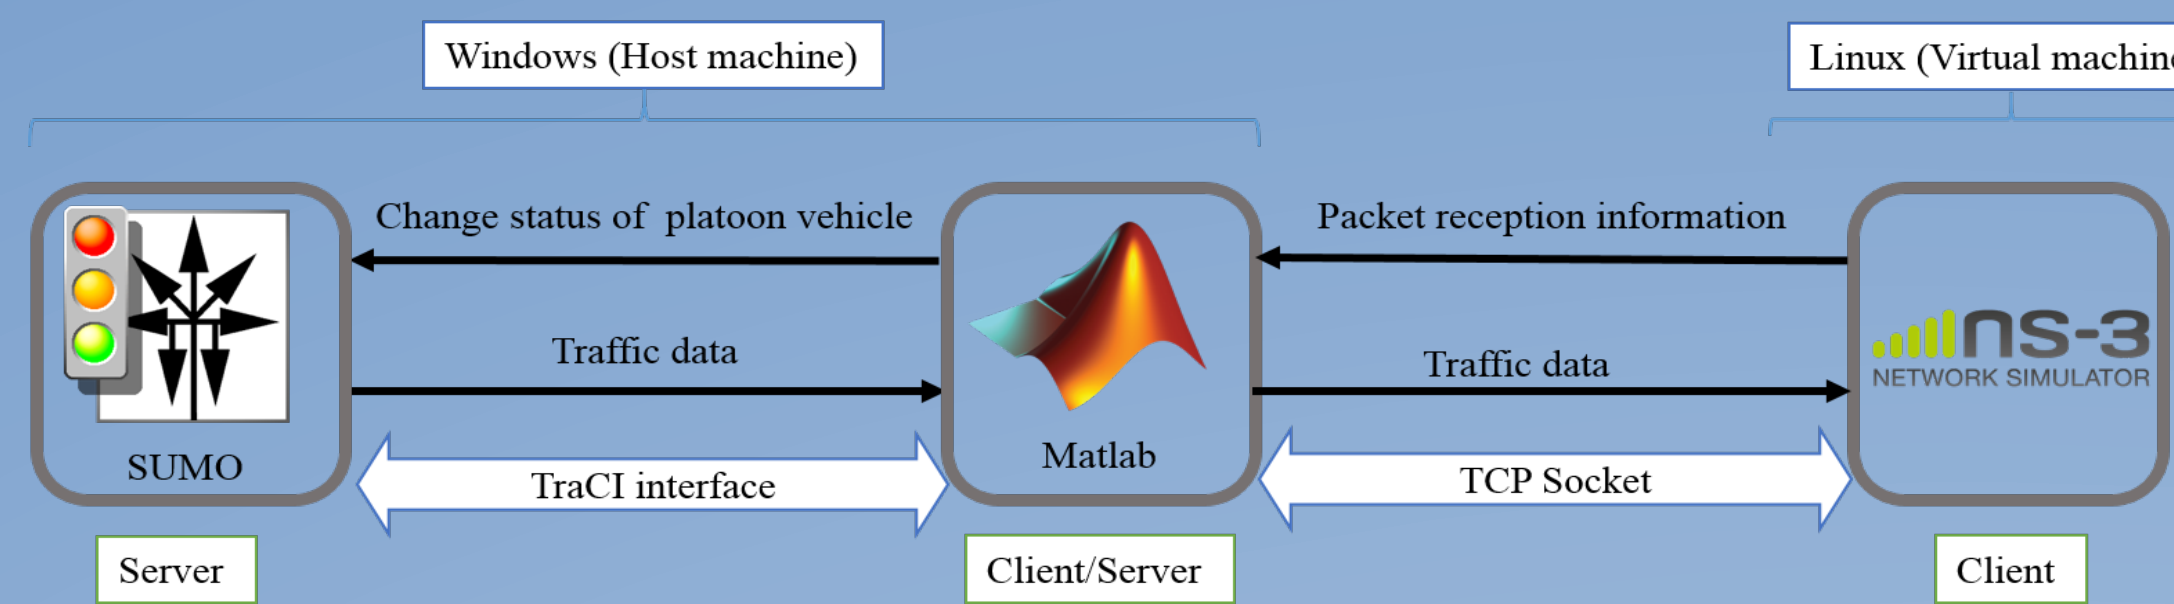 Windows (Host machine)
Linux (Virtual machine
Change status of platoon vehicle
Packet reception information
Traffic data
Traffic data
ns-3
NETWORK SIMULATOR
SUMO
Matlab
TraCI interface
TCP Socket
Server
Client/Server
Client